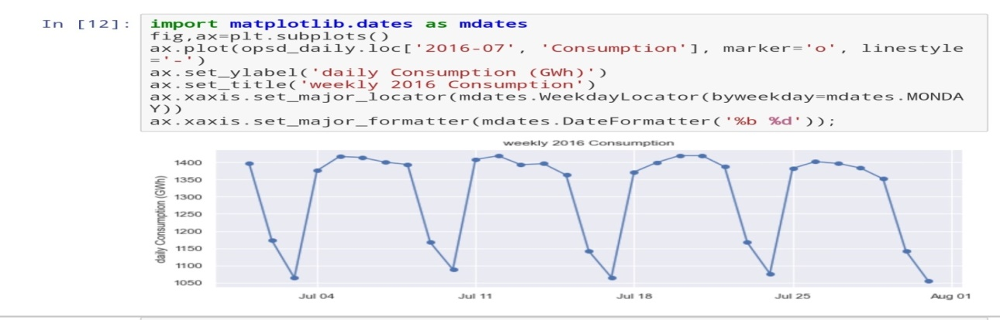 In [12]:
import matplotlib.dates as mdates
fig,ax=plt.subplots()
ax.plot(opsd_daily.loc['2016-07', 'Consumption'], marker='o', linestyle
='-')
ax.set_ylabel('daily Consumption (GWh)')
ax.set_title('weekly 2016 Consumption')
ax.xaxis.set_major_locator(mdates.WeekdayLocator(byweekday=mdates.MONDA
Y))
ax.xaxis.set_major_formatter(mdates.DateFormatter('%b %d'));
weekly 2016 Consumption
daily Consumption (GWh)
1400
1350
1300
1250
1200
1150
1100
1050
Jul 04 Jul 11 Jul 18 Jul 25 Aug 01